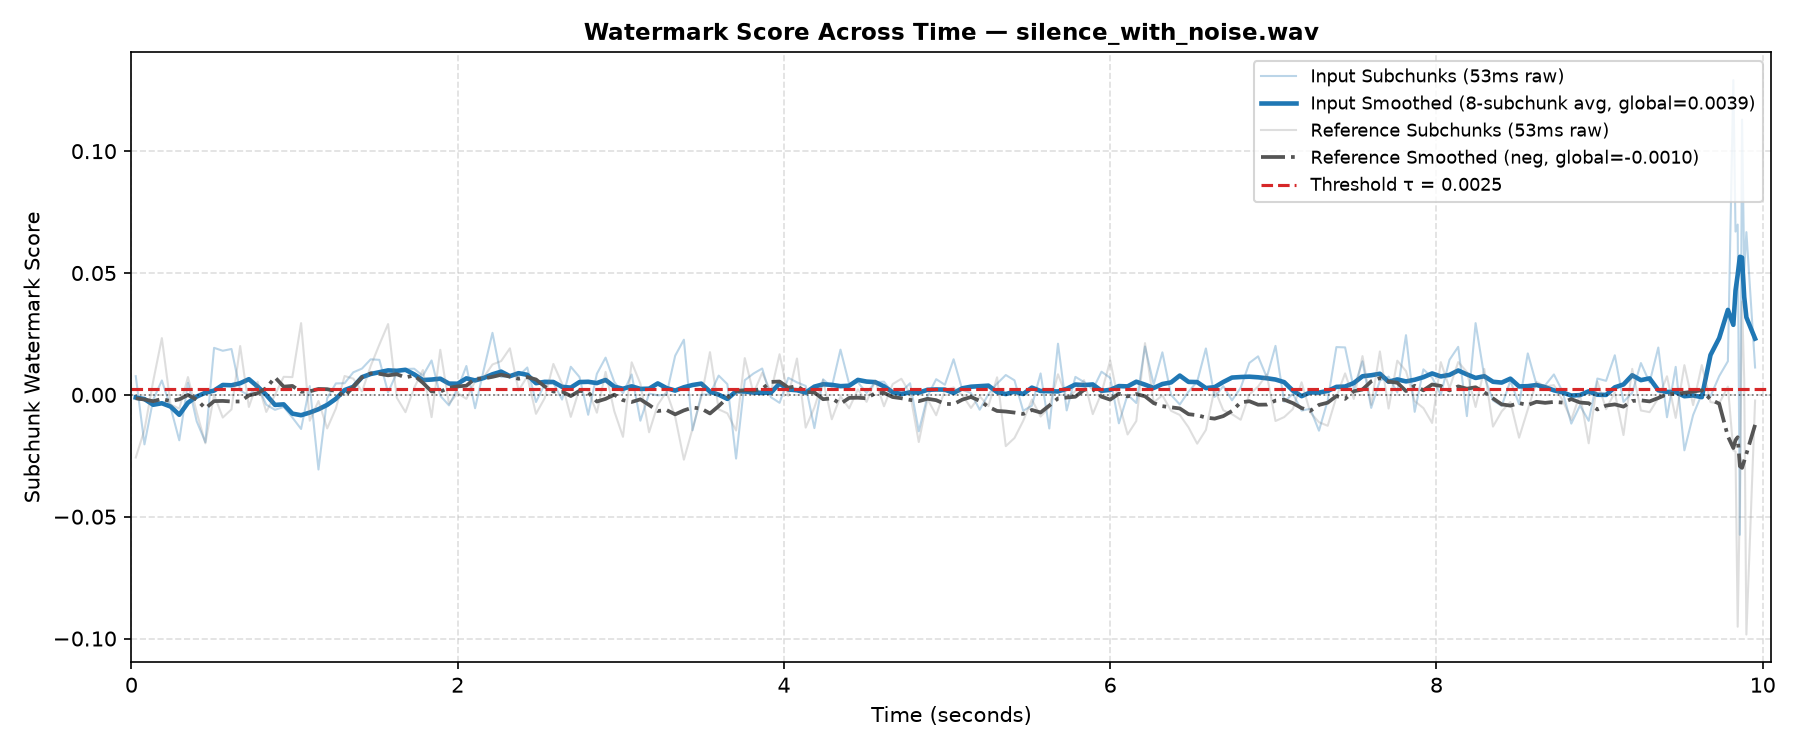 Watermark Score Across Time — silence_with_noise.wav
Input Subchunks (53ms raw)
Input Smoothed (8-subchunk avg, global=0.0039)
Reference Subchunks (53ms raw)
Reference Smoothed (neg, global=-0.0010)
Threshold τ = 0.0025
Subchunk Watermark Score
0.10
0.05
0.00
−0.05
−0.10
0 2 4 6 8 10
Time (seconds)